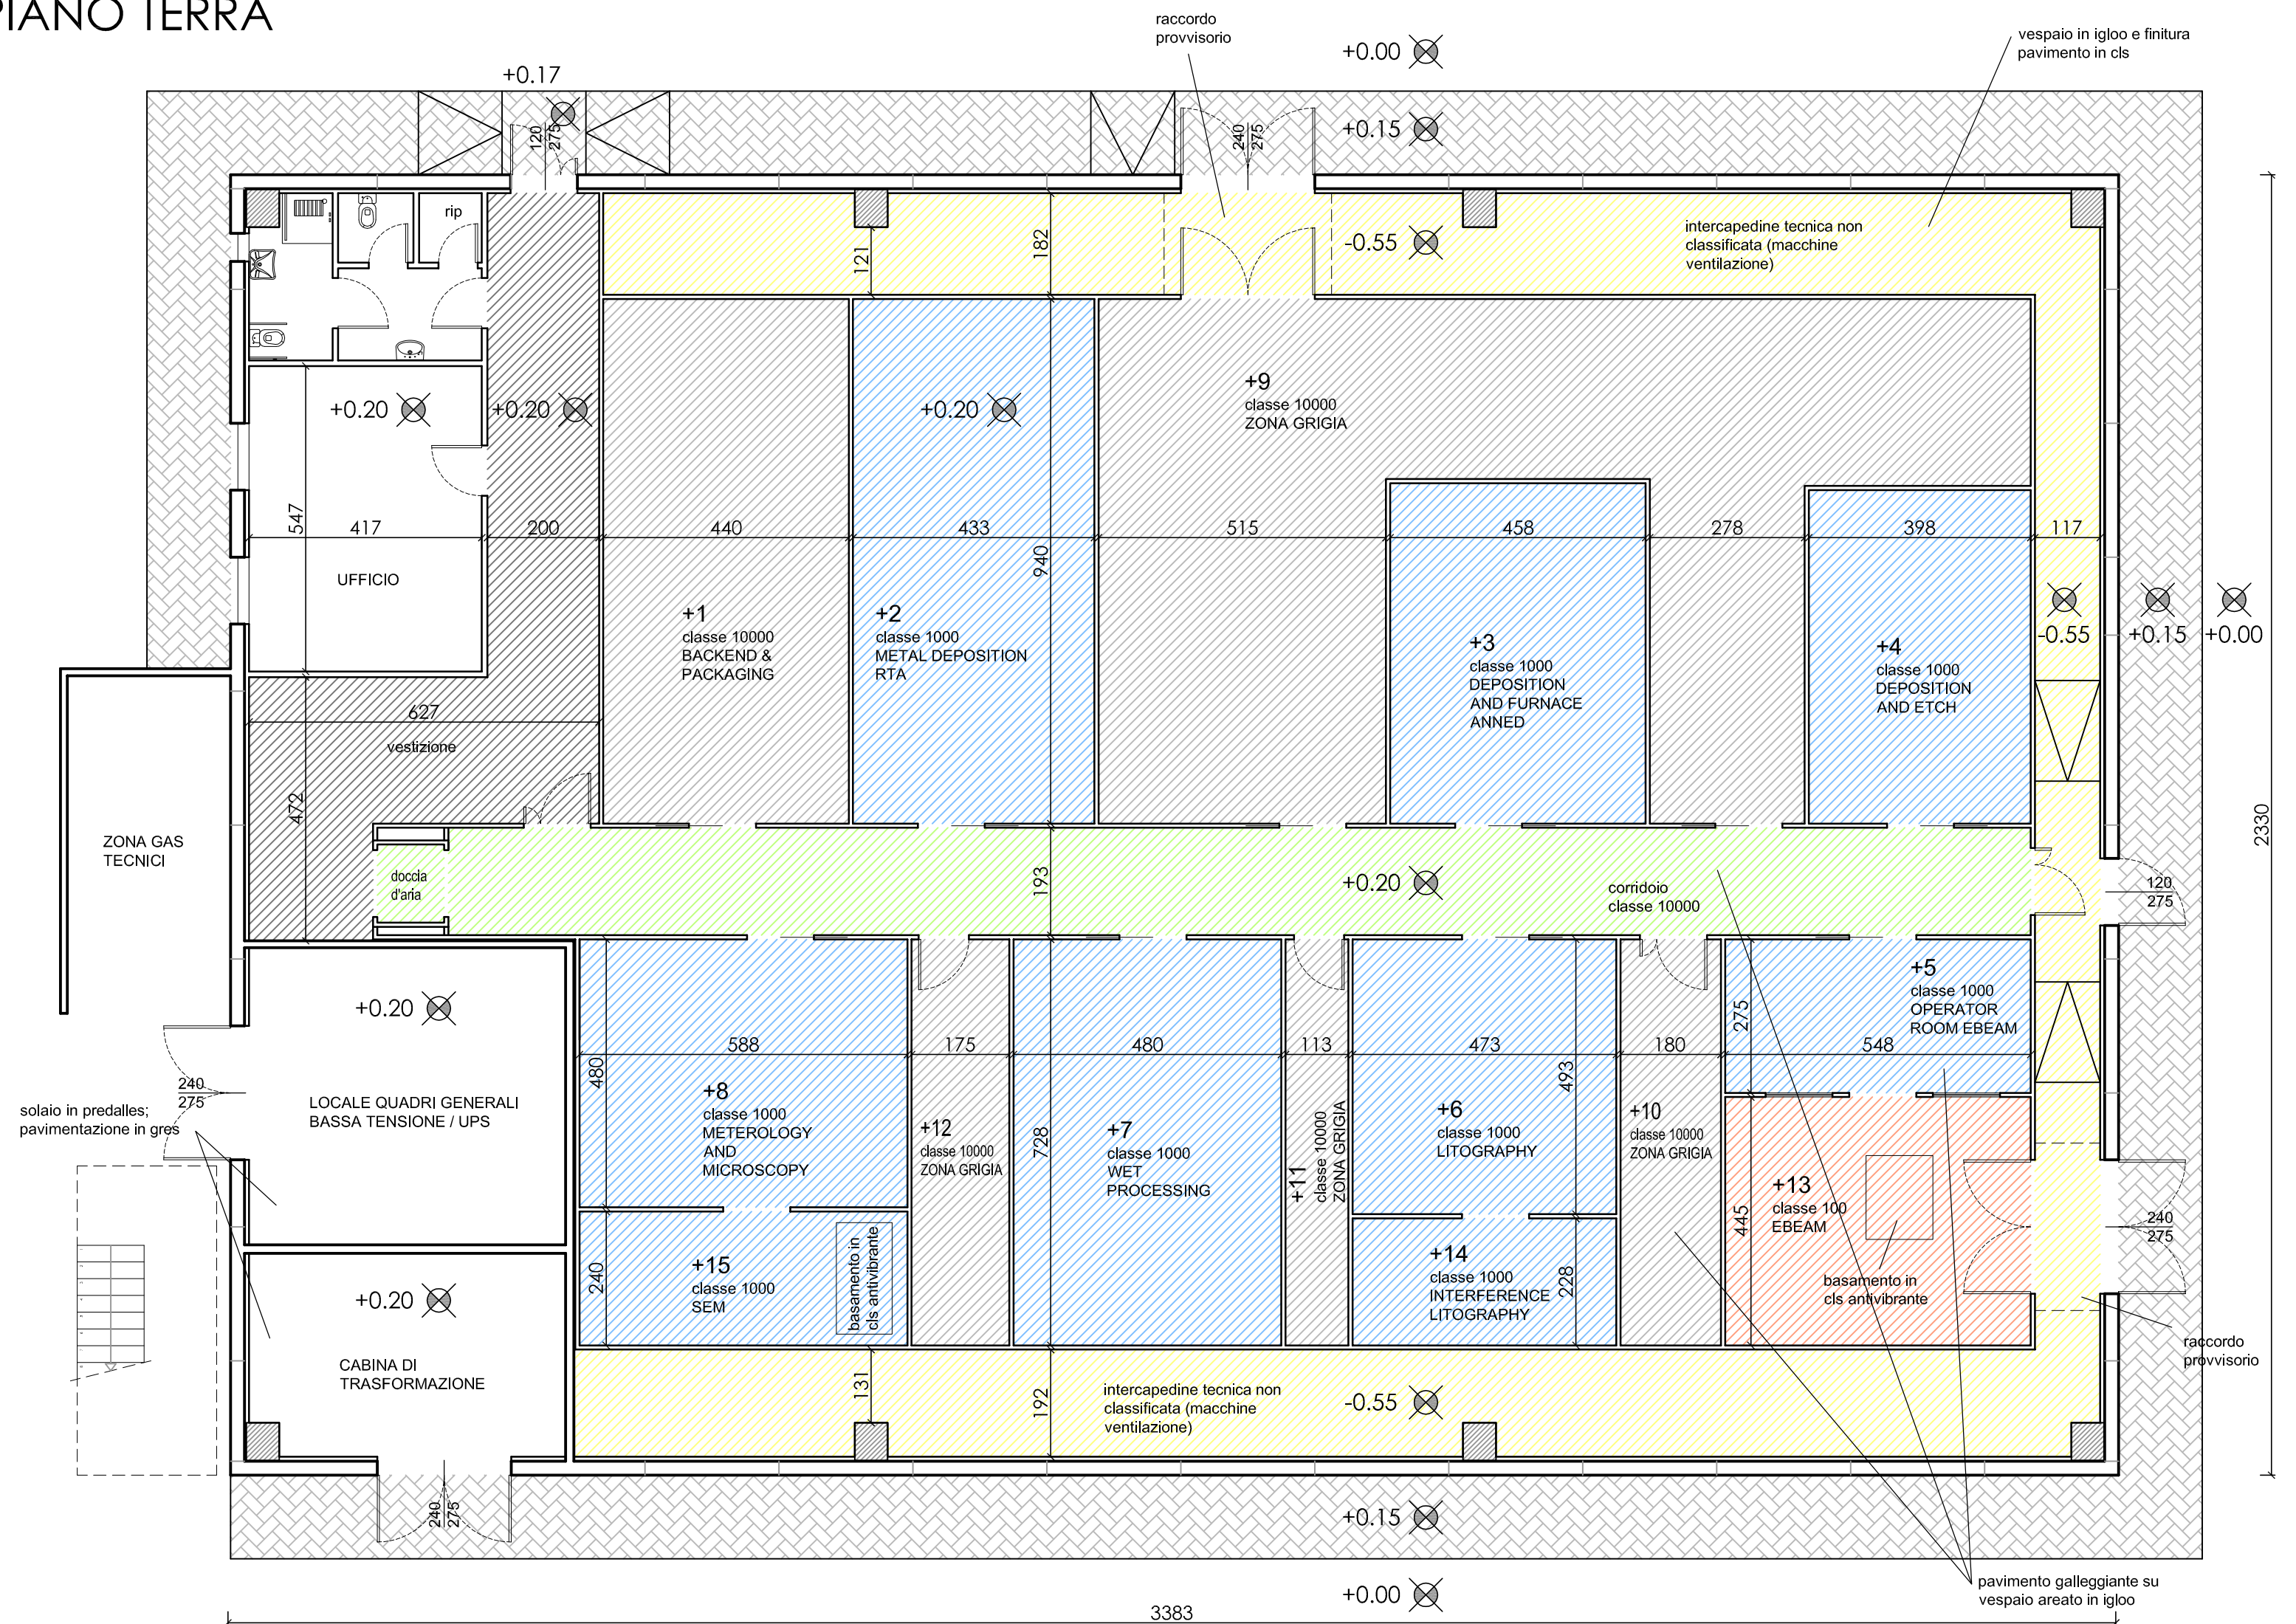 PIANO TERRA
raccordo
provvisorio
+0.00
vespaio in igloo e finitura
pavimento in cls
+0.17
120
275
240
275
+0.15
rip
121
182
-0.55
intercapedine tecnica non
classificata (macchine
ventilazione)
+0.20
+0.20
+0.20
+9
classe 10000
ZONA GRIGIA
547
417
200
440
433
940
515
458
278
398
117
UFFICIO
+1
classe 10000
BACKEND &
PACKAGING
+2
classe 1000
METAL DEPOSITION
RTA
+3
classe 1000
DEPOSITION
AND FURNACE
ANNED
+4
classe 1000
DEPOSITION
AND ETCH
-0.55
+0.15
+0.00
627
vestizione
472
ZONA GAS
TECNICI
doccia
d'aria
193
+0.20
corridoio
classe 10000
120
275
2330
+0.20
588
175
480
113
473
180
548
480
728
493
275
+5
classe 1000
OPERATOR
ROOM EBEAM
240
275
solaio in predalles;
pavimentazione in gres
LOCALE QUADRI GENERALI
BASSA TENSIONE / UPS
+8
classe 1000
METEROLOGY
AND
MICROSCOPY
+12
classe 10000
ZONA GRIGIA
+7
classe 1000
WET
PROCESSING
+11
classe 10000
ZONA GRIGIA
+6
classe 1000
LITOGRAPHY
+10
classe 10000
ZONA GRIGIA
+13
classe 100
EBEAM
445
240
275
240
+15
classe 1000
SEM
basamento in
cls antivibrante
+14
classe 1000
INTERFERENCE
LITOGRAPHY
228
basamento in
cls antivibrante
+0.20
CABINA DI
TRASFORMAZIONE
raccordo
provvisorio
131
192
intercapedine tecnica non
classificata (macchine
ventilazione)
-0.55
240
275
+0.15
pavimento galleggiante su
vespaio areato in igloo
+0.00
3383